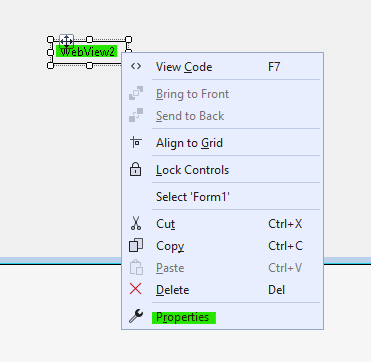 WebView2
View Code F7
Bring to Front
Send to Back
Align to Grid
Lock Controls
Select 'Form1'
Cut Ctrl+X
Copy Ctrl+C
Paste Ctrl+V
Delete Del
Properties